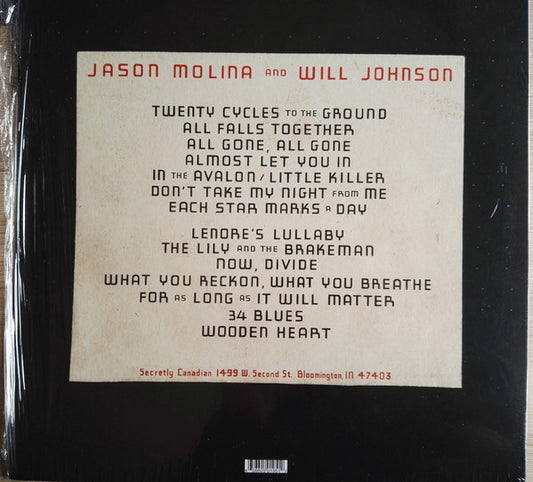 JASON MOLINA AND WILL JOHNSON
TWENTY CYCLES TO THE GROUND
ALL FALLS TOGETHER
ALL GONE, ALL GONE
ALMOST LET YOU IN
IN THE AVALON / LITTLE KILLER
DON'T TAKE MY NIGHT FROM ME
EACH STAR MARKS A DAY
LENORE'S LULLABY
THE LILY AND THE BRAKEMAN
NOW, DIVIDE
WHAT YOU RECKON, WHAT YOU BREATHE
FOR AS LONG AS IT WILL MATTER
34 BLUES
WOODEN HEART
Secretly Canadian 1499 W. Second St. Bloomington, IN 47403